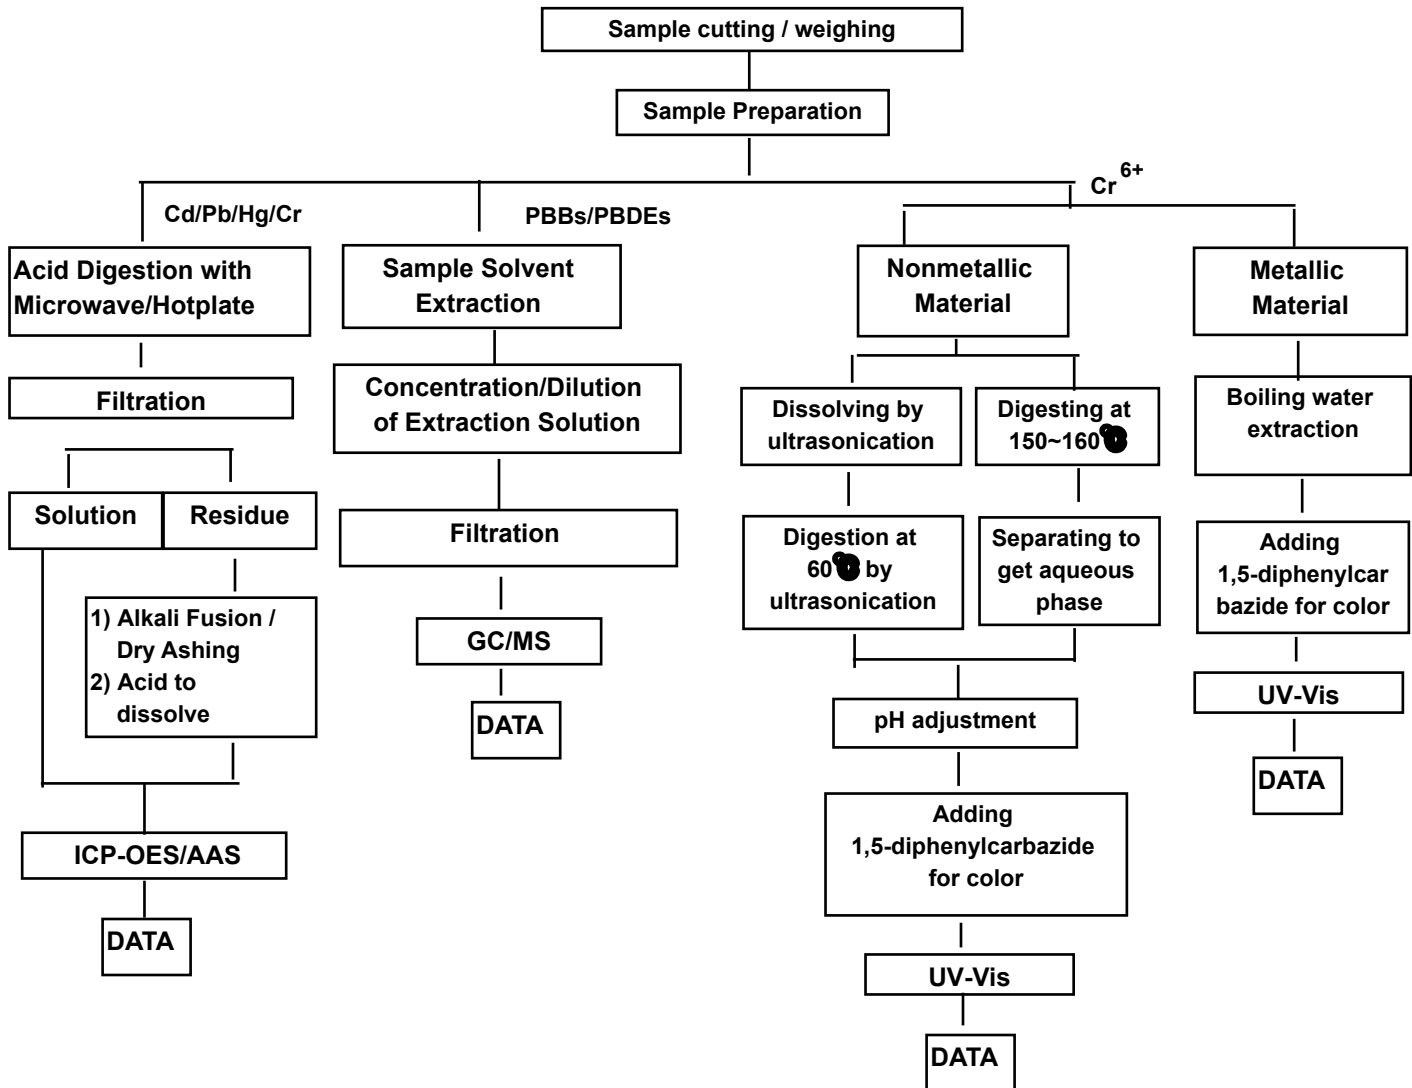 Sample cutting / weighing
Sample Preparation
Cr 6+
Cd/Pb/Hg/Cr
PBBs/PBDEs
Acid Digestion with
Microwave/Hotplate
Filtration
Solution
Residue
1) Alkali Fusion /
Dry Ashing
2) Acid to
dissolve
ICP-OES/AAS
DATA
Sample Solvent
Extraction
Concentration/Dilution
of Extraction Solution
Filtration
GC/MS
DATA
Nonmetallic
Material
Dissolving by
ultrasonication
Digestion at
60 by
ultrasonication
Digesting at
150~160
Separating to
get aqueous
phase
pH adjustment
Adding
1,5-diphenylcarbazide
for color
UV-Vis
DATA
Metallic
Material
Boiling water
extraction
Adding
1,5-diphenylcar
bazide for color
UV-Vis
DATA